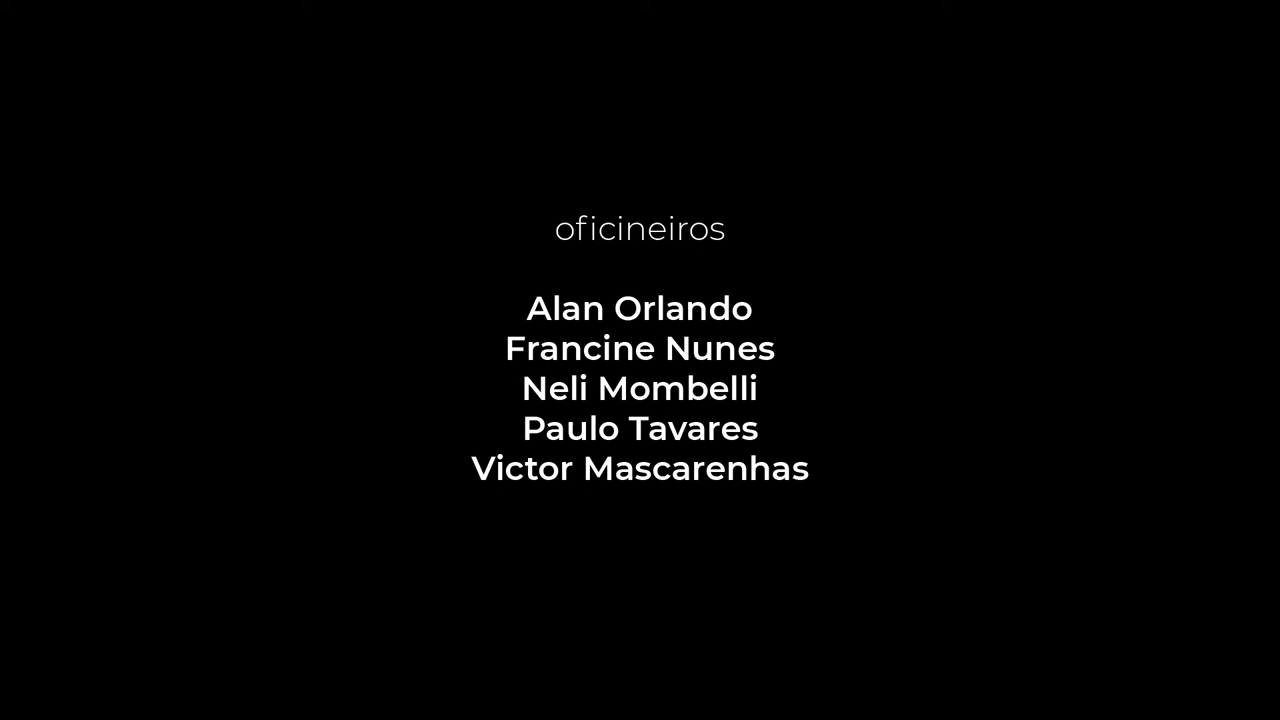 oficineiros
Alan Orlando
Francine Nunes
Neli Mombelli
Paulo Tavares
Victor Mascarenhas